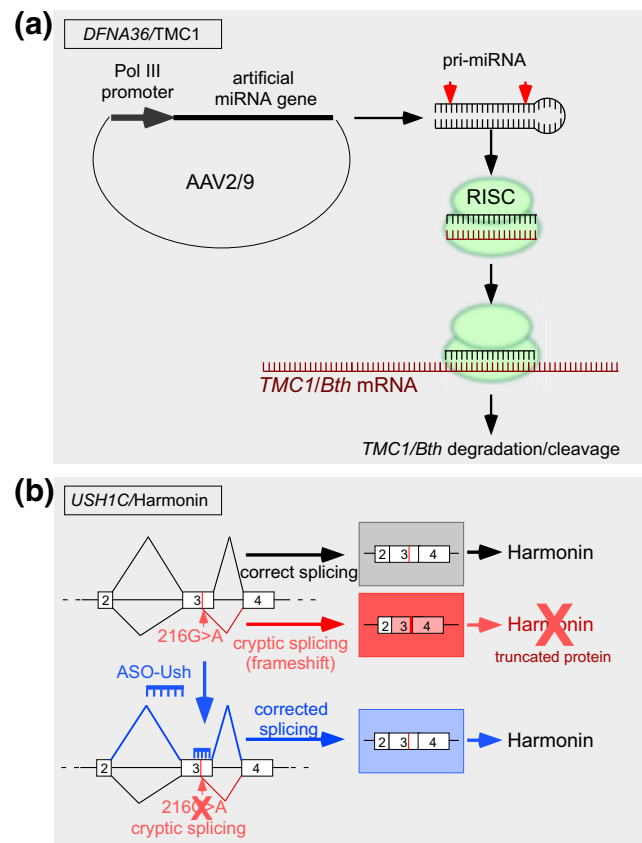 (a)
DFNA36/TMC1
Pol III
promoter
artificial
miRNA gene
pri-miRNA
AAV2/9
RISC
TMC1/Bth mRNA
TMC1/Bth degradation/cleavage
(b)
USH1C/Harmonin
2
3
4
216G>A
correct splicing
2
3
4
Harmonin
cryptic splicing
(frameshift)
2
3
4
Harmonin
truncated protein
ASO-Ush
corrected
splicing
2
3
4
Harmonin
2
3
4
216G>A
cryptic splicing